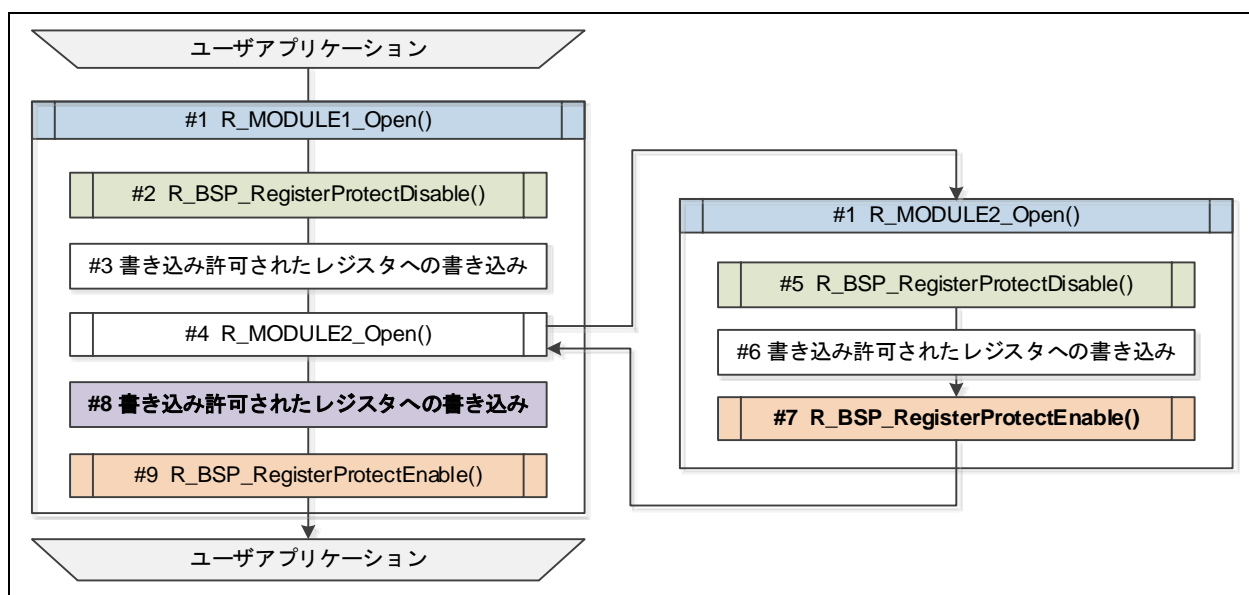 ユーザアプリケーション
#1 R_MODULE1_Open()
#2 R_BSP_RegisterProtectDisable()
#3 書き込み許可されたレジスタへの書き込み
#4 R_MODULE2_Open()
#8 書き込み許可されたレジスタへの書き込み
#9 R_BSP_RegisterProtectEnable()
ユーザアプリケーション
#1 R_MODULE2_Open()
#5 R_BSP_RegisterProtectDisable()
#6 書き込み許可されたレジスタへの書き込み
#7 R_BSP_RegisterProtectEnable()